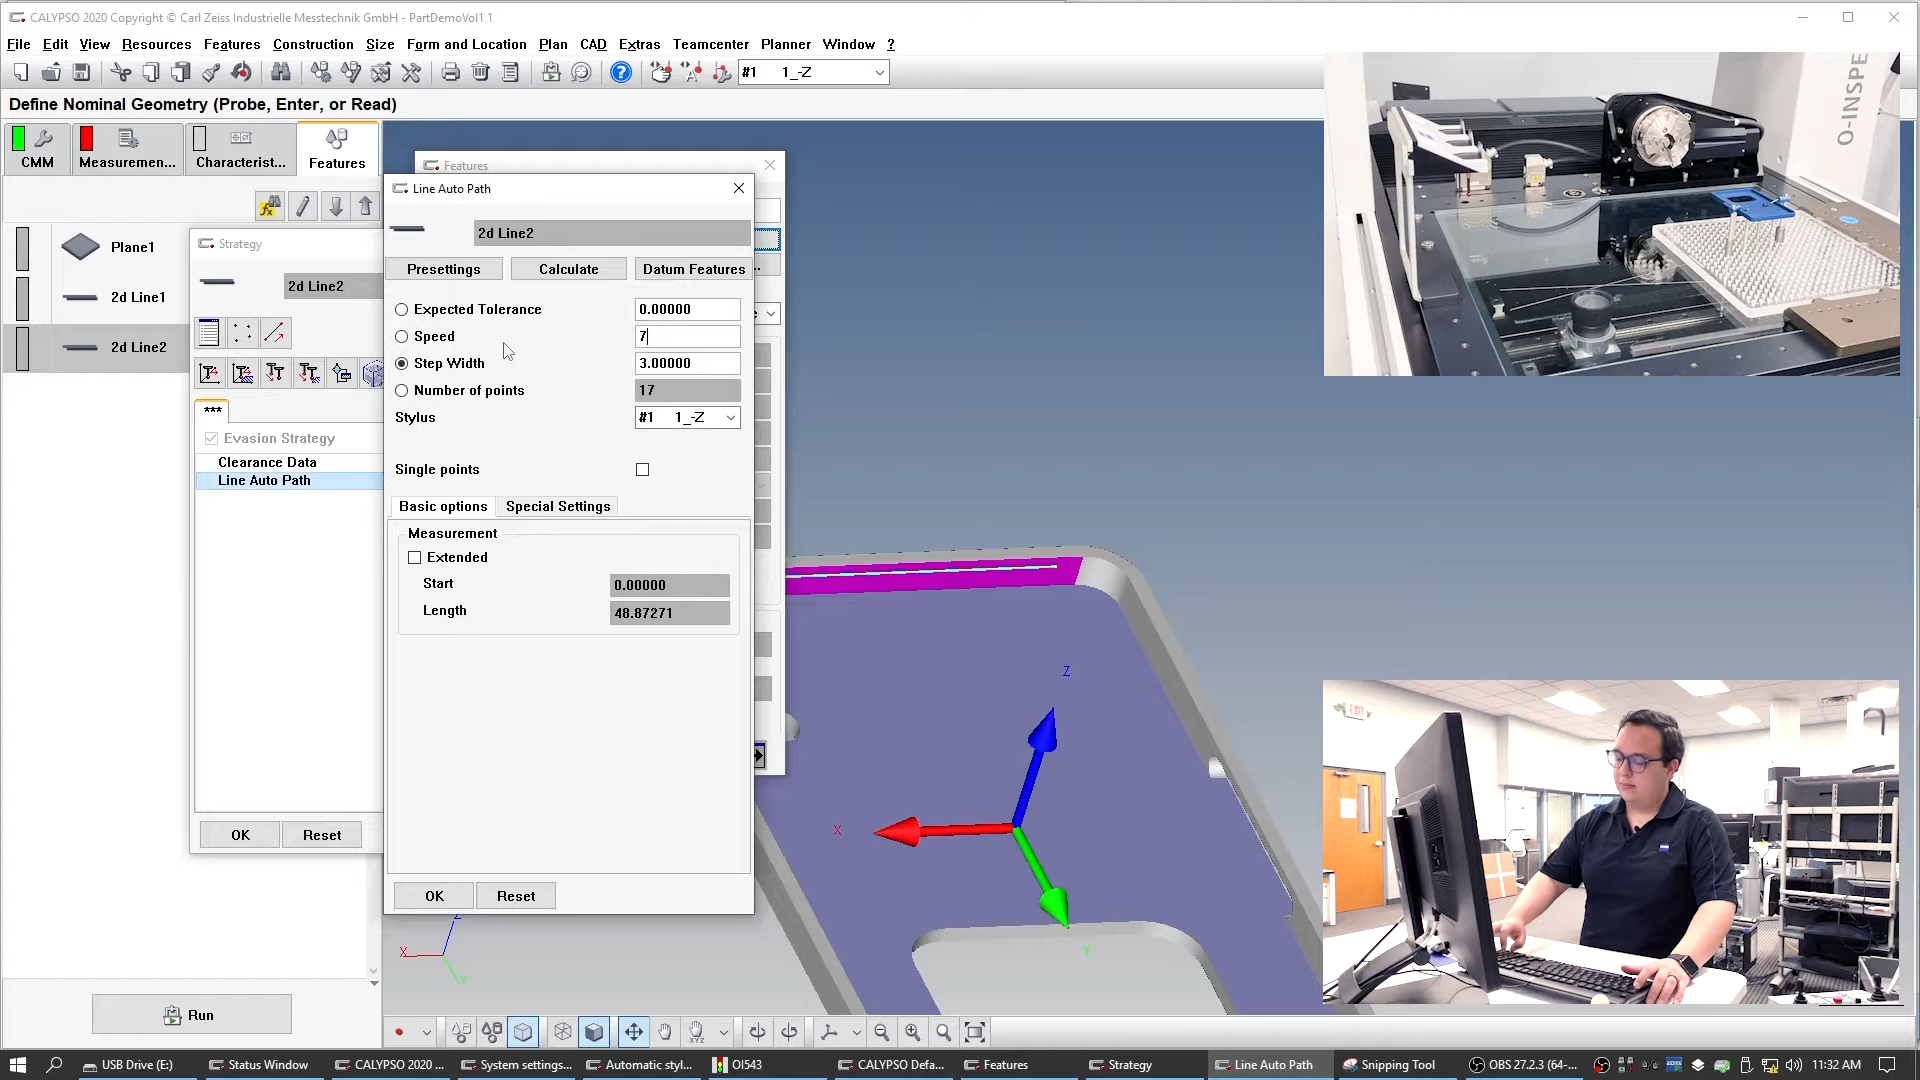 CALYPSO 2020 Copyright © Carl Zeiss Industrielle Messtechnik GmbH - PartDemoVol1 1
File Edit View Resources Features Construction Size Form and Location Plan CAD Extras Teamcenter Planner Window ?
#1 1_-Z
Define Nominal Geometry (Probe, Enter, or Read)
CMM
Measuremen...
Characterist...
Features
Plane1
2d Line1
2d Line2
Strategy
2d Line2
***
Evasion Strategy
Clearance Data
Line Auto Path
OK
Reset
Run
Features
Line Auto Path
2d Line2
Presettings
Calculate
Datum Features
Expected Tolerance 0.00000
Speed 7
Step Width 3.00000
Number of points 17
Stylus #1 1_-Z
Single points
Basic options
Special Settings
Measurement
Extended
Start 0.00000
Length 48.87271
OK
Reset
Z
X
Y
Z
X
Y
O-INSPE
EXIT
XYZ
USB Drive (E:)
Status Window
CALYPSO 2020 ...
System settings...
Automatic styl...
OI543
CALYPSO Defa...
Features
Strategy
Line Auto Path
Snipping Tool
OBS 27.2.3 (64-...
11:32 AM